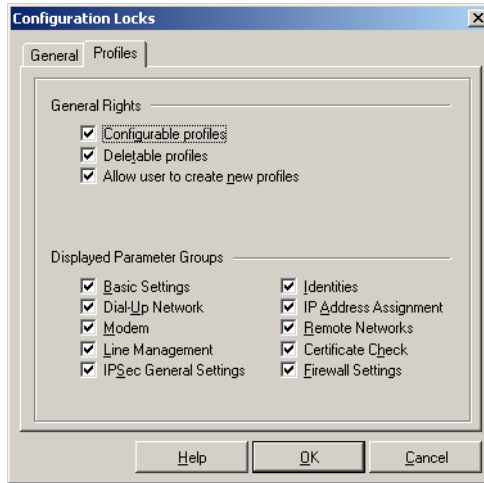 Configuration Locks
General Profiles
General Rights
Configurable profiles
Deletable profiles
Allow user to create new profiles
Displayed Parameter Groups
Basic Settings
Dial-Up Network
Modem
Line Management
IPSec General Settings
Identities
IP Address Assignment
Remote Networks
Certificate Check
Firewall Settings
Help OK Cancel